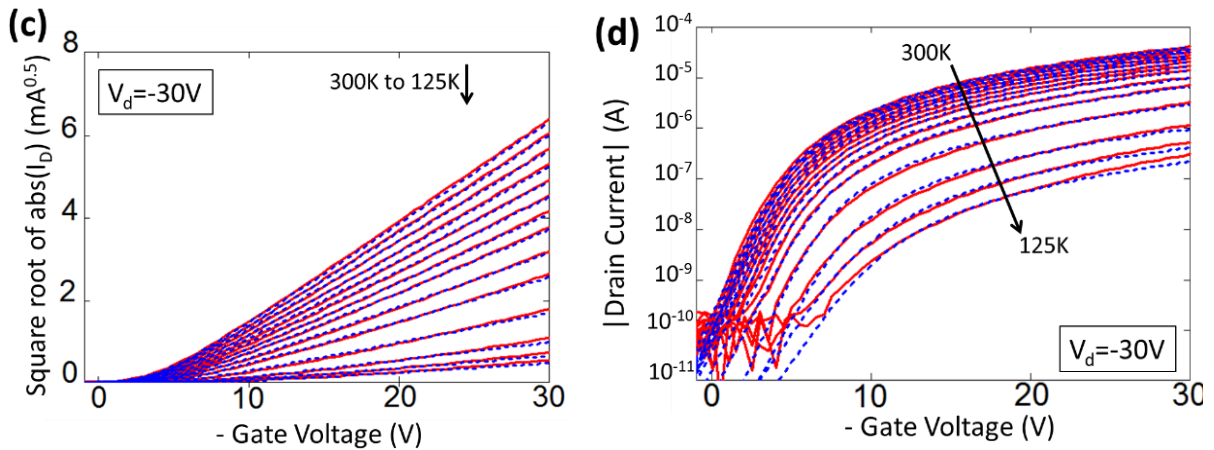 (c)
8
6
4
2
0
Square root of abs(I_D) (mA^0.5)
V_d=-30V
300K to 125K
0
10
20
30
- Gate Voltage (V)
(d)
10^-4
10^-5
10^-6
10^-7
10^-8
10^-9
10^-10
10^-11
|Drain Current| (A)
300K
125K
V_d=-30V
0
10
20
30
- Gate Voltage (V)